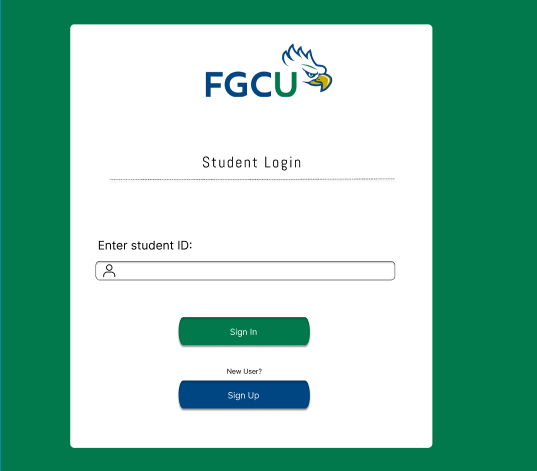 FGCU
Student Login
Enter student ID:
Sign In
New User?
Sign Up